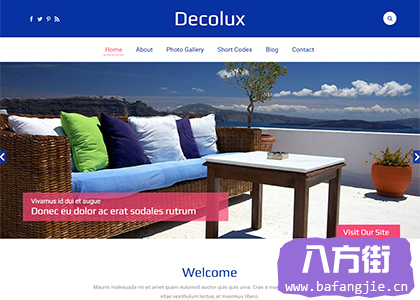 Decolux
Home About Photo Gallery Short Codes Blog Contact
Vivamus id dui et augue
Donec eu dolor ac erat sodales rutrum
Visit Our Site
Welcome
Mauris malesuada mi sit amet quam euismod auctor quis quis urna. Cras a
vitae vestibulum lectus, at maximus libero.
八方街
www.bafangjie.cn